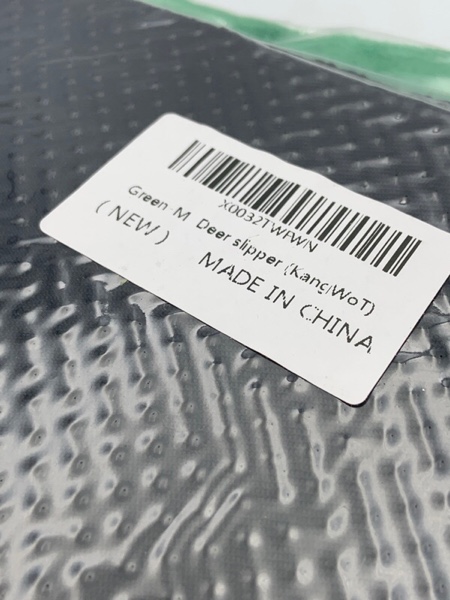 X0032TWFWN
Green M Deer slipper (KangWoT)
( NEW )
MADE IN CHINA